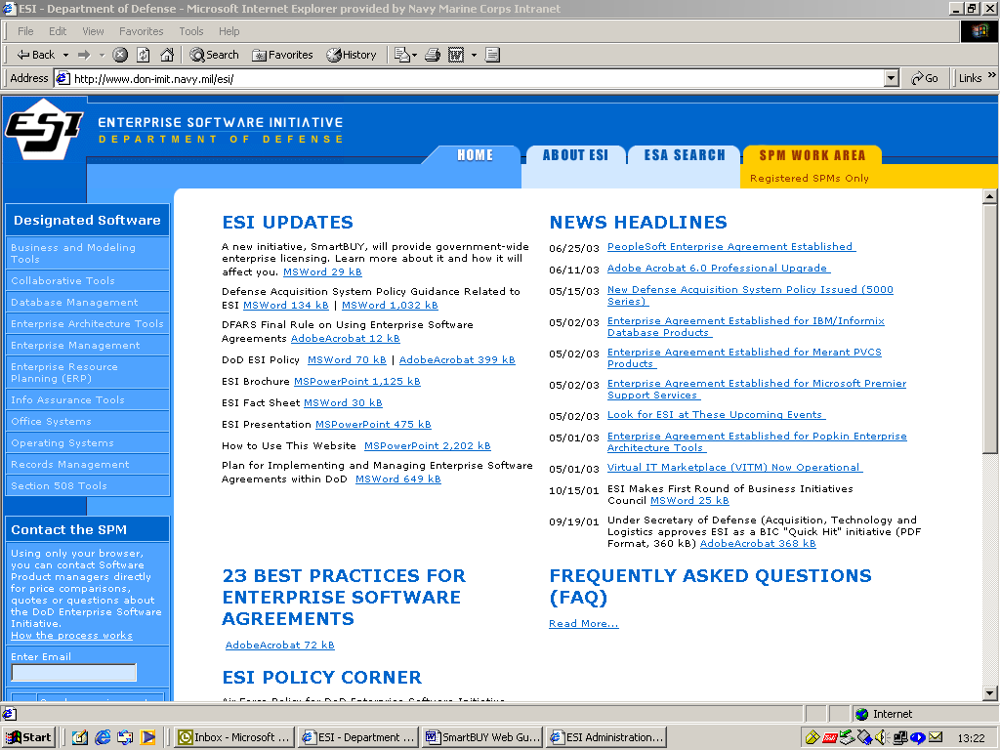 ESI - Department of Defense - Microsoft Internet Explorer provided by Navy Marine Corps Intranet
File Edit View Favorites Tools Help
Back Search Favorites History
Address http://www.don-imit.navy.mil/esi/ Go Links »
ESI
ENTERPRISE SOFTWARE INITIATIVE
DEPARTMENT OF DEFENSE
HOME ABOUT ESI ESA SEARCH SPM WORK AREA
Registered SPMs Only
Designated Software
Business and Modeling
Tools
Collaborative Tools
Database Management
Enterprise Architecture Tools
Enterprise Management
Enterprise Resource
Planning (ERP)
Info Assurance Tools
Office Systems
Operating Systems
Records Management
Section 508 Tools
Contact the SPM
Using only your browser,
you can contact Software
Product managers directly
for price comparisons,
quotes or questions about
the DoD Enterprise Software
Initiative.
How the process works
Enter Email
ESI UPDATES
A new initiative, SmartBUY, will provide government-wide
enterprise licensing. Learn more about it and how it will
affect you. MSWord 29 kB
Defense Acquisition System Policy Guidance Related to
ESI MSWord 134 kB | MSWord 1,032 kB
DFARS Final Rule on Using Enterprise Software
Agreements AdobeAcrobat 12 kB
DoD ESI Policy MSWord 70 kB | AdobeAcrobat 399 kB
ESI Brochure MSPowerPoint 1,125 kB
ESI Fact Sheet MSWord 30 kB
ESI Presentation MSPowerPoint 475 kB
How to Use This Website MSPowerPoint 2,202 kB
Plan for Implementing and Managing Enterprise Software
Agreements within DoD MSWord 649 kB
NEWS HEADLINES
06/25/03 PeopleSoft Enterprise Agreement Established
06/11/03 Adobe Acrobat 6.0 Professional Upgrade
05/15/03 New Defense Acquisition System Policy Issued (5000
Series)
05/02/03 Enterprise Agreement Established for IBM/Informix
Database Products
05/02/03 Enterprise Agreement Established for Merant PVCS
Products
05/02/03 Enterprise Agreement Established for Microsoft Premier
Support Services
05/02/03 Look for ESI at These Upcoming Events
05/01/03 Enterprise Agreement Established for Popkin Enterprise
Architecture Tools
05/01/03 Virtual IT Marketplace (VITM) Now Operational
10/15/01 ESI Makes First Round of Business Initiatives
Council MSWord 25 kB
09/19/01 Under Secretary of Defense (Acquisition, Technology and
Logistics approves ESI as a BIC "Quick Hit" initiative (PDF
Format, 360 kB) AdobeAcrobat 368 kB
23 BEST PRACTICES FOR
ENTERPRISE SOFTWARE
AGREEMENTS
AdobeAcrobat 72 kB
FREQUENTLY ASKED QUESTIONS
(FAQ)
Read More...
ESI POLICY CORNER
Air Force Policy for DoD Enterprise Software Initiative
Internet
Start Inbox - Microsoft ... ESI - Department ... SmartBUY Web Gu... ESI Administration... 13:22